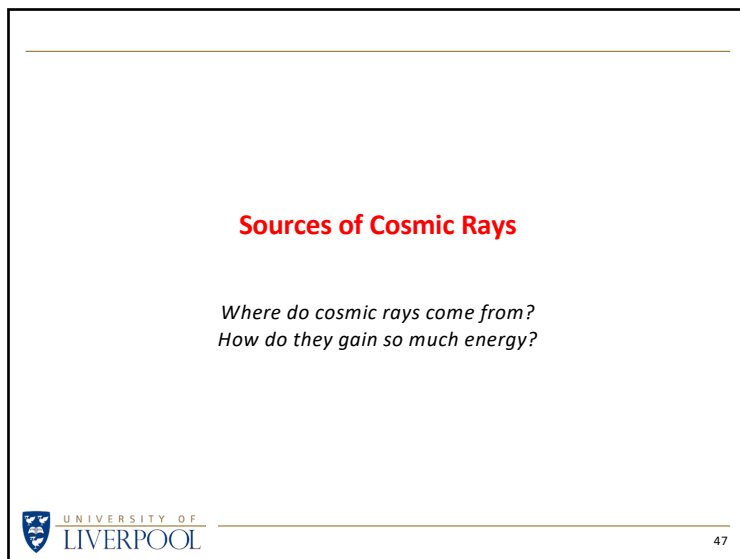 Sources of Cosmic Rays
Where do cosmic rays come from?
How do they gain so much energy?
UNIVERSITY OF
LIVERPOOL
47